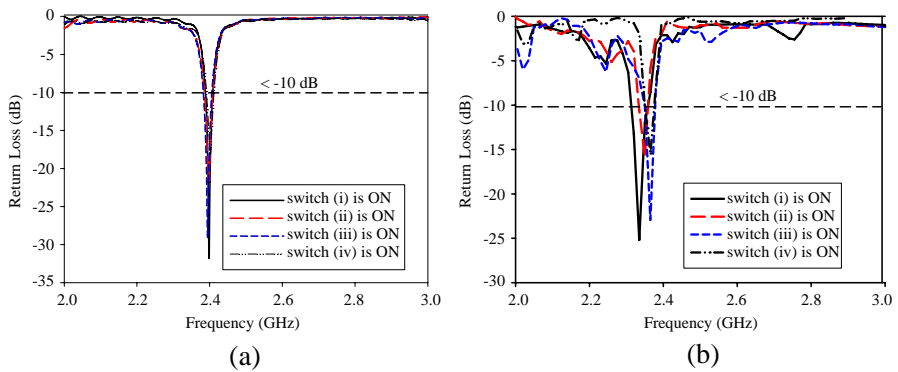 0
-5
-10
-15
-20
-25
-30
-35
Return Loss (dB)
< -10 dB
switch (i) is ON
switch (ii) is ON
switch (iii) is ON
switch (iv) is ON
2.0 2.2 2.4 2.6 2.8 3.0
Frequency (GHz)
(a)
0
-5
-10
-15
-20
-25
-30
Return Loss (dB)
< -10 dB
switch (i) is ON
switch (ii) is ON
switch (iii) is ON
switch (iv) is ON
2.0 2.2 2.4 2.6 2.8 3.0
Frequency (GHz)
(b)